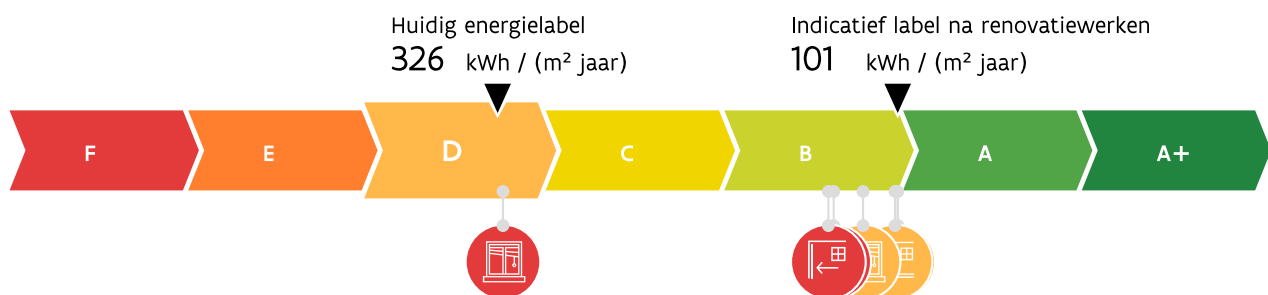 Huidig energielabel
326 kWh / (m² jaar)
Indicatief label na renovatiewerken
101 kWh / (m² jaar)
F E D C B A A+